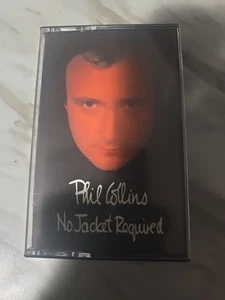 Phil Collins
No Jacket Required